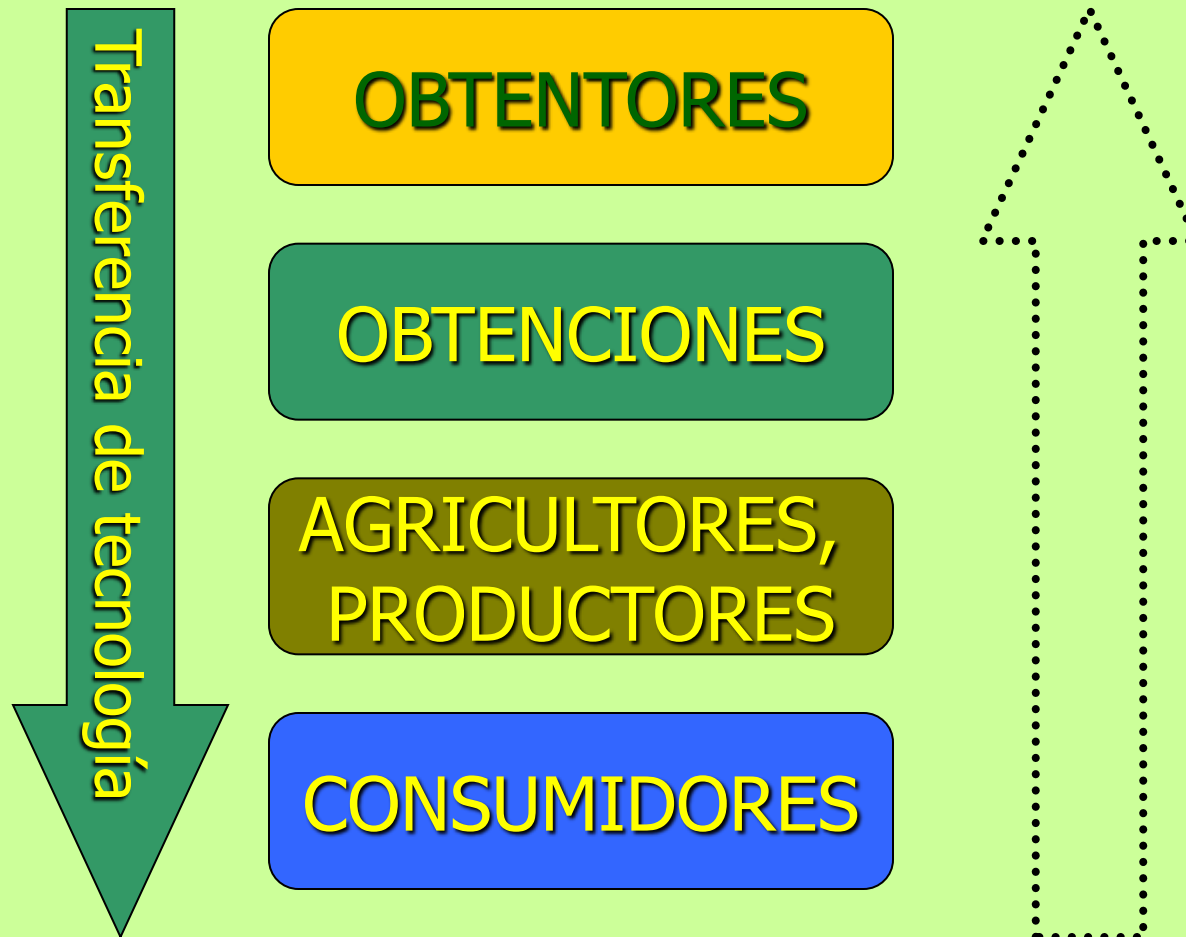 Transferencia de tecnología
OBTENTORES
OBTENCIONES
AGRICULTORES,
PRODUCTORES
CONSUMIDORES